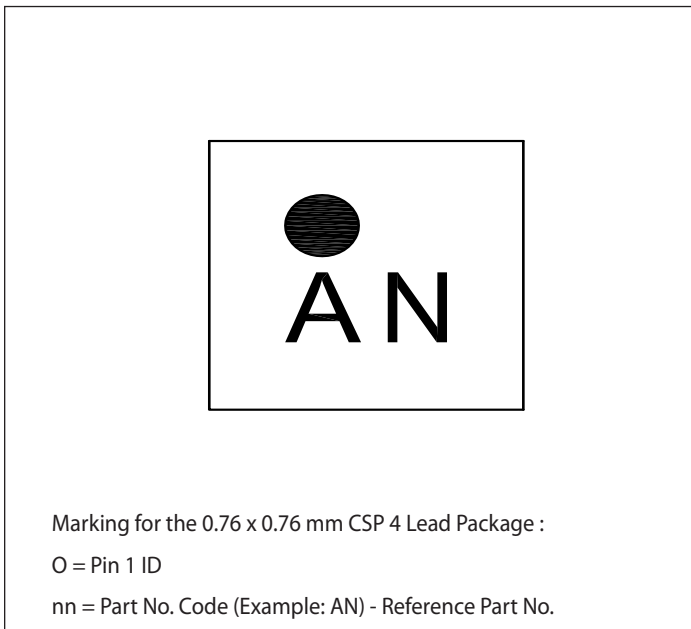 AN
Marking for the 0.76 x 0.76 mm CSP 4 Lead Package :
O = Pin 1 ID
nn = Part No. Code (Example: AN) - Reference Part No.